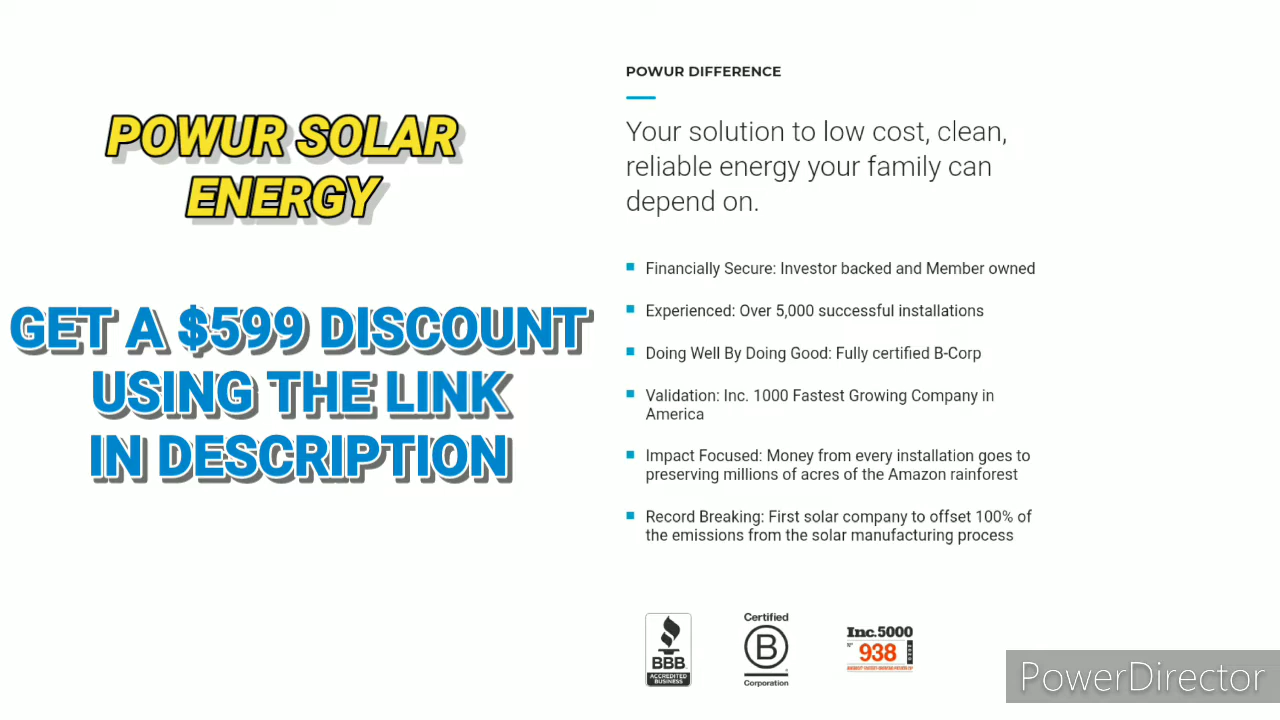 POWUR SOLAR
ENERGY
GET A $599 DISCOUNT
USING THE LINK
IN DESCRIPTION
POWUR DIFFERENCE
Your solution to low cost, clean,
reliable energy your family can
depend on.
Financially Secure: Investor backed and Member owned
Experienced: Over 5,000 successful installations
Doing Well By Doing Good: Fully certified B-Corp
Validation: Inc. 1000 Fastest Growing Company in
America
Impact Focused: Money from every installation goes to
preserving millions of acres of the Amazon rainforest
Record Breaking: First solar company to offset 100% of
the emissions from the solar manufacturing process
BBB
ACCREDITED
BUSINESS
Certified
B
Corporation
Inc.5000
938
PowerDirector